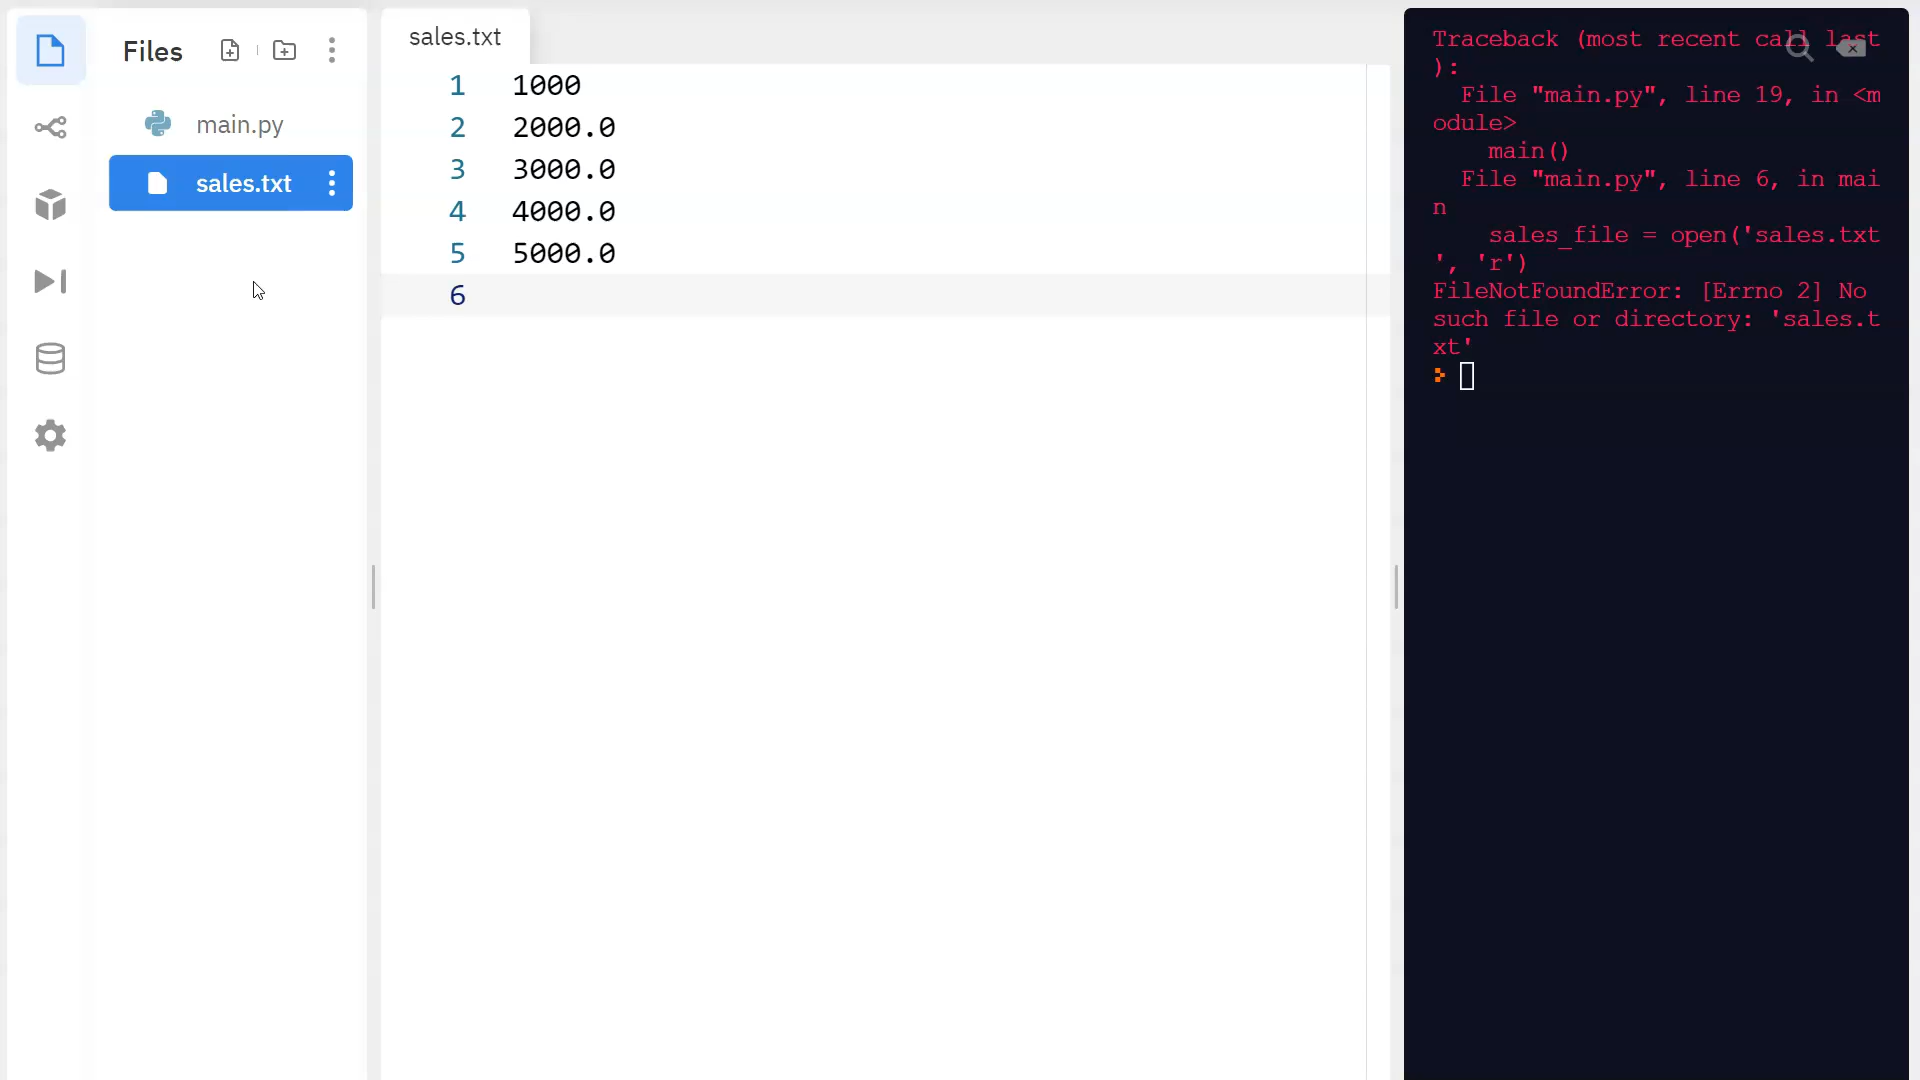 Files
main.py
sales.txt
sales.txt
1 1000
2 2000.0
3 3000.0
4 4000.0
5 5000.0
6
Traceback (most recent call last
):
File "main.py", line 19, in <m
odule>
main()
File "main.py", line 6, in mai
n
sales_file = open('sales.txt
', 'r')
FileNotFoundError: [Errno 2] No
such file or directory: 'sales.t
xt'